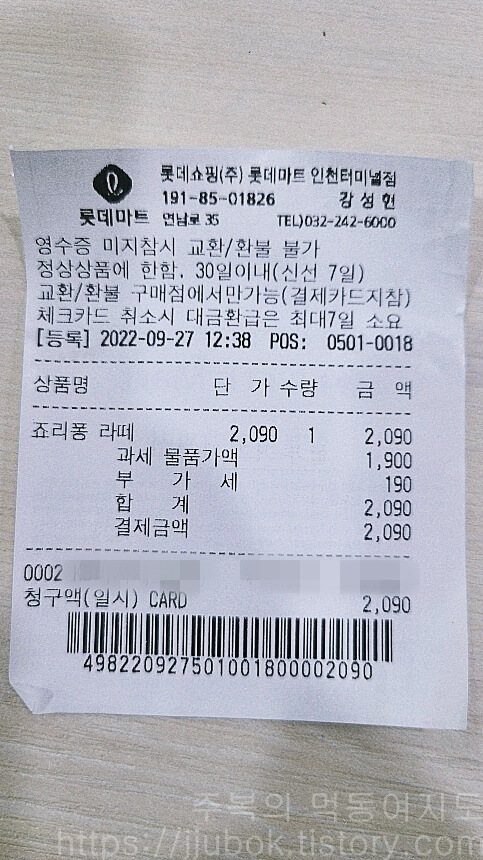 롯데쇼핑(주) 롯데마트 인천터미널점
191-85-01826 강성현
롯데마트 연남로 35 TEL)032-242-6000
영수증 미지참시 교환/환불 불가
정상상품에 한함. 30일이내(신선 7일)
교환/환불 구매점에서만가능(결제카드지참)
체크카드 취소시 대금환급은 최대7일 소요
[등록] 2022-09-27 12:38 POS: 0501-0018
상품명 단 가 수량 금 액
죠리퐁 라떼 2,090 1 2,090
과세 물품가액 1,900
부 가 세 190
합 계 2,090
결제금액 2,090
0002
청구액(일시) CARD 2,090
498220927501001800002090
주복의 먹동여지도
https://jjubok.tistory.com